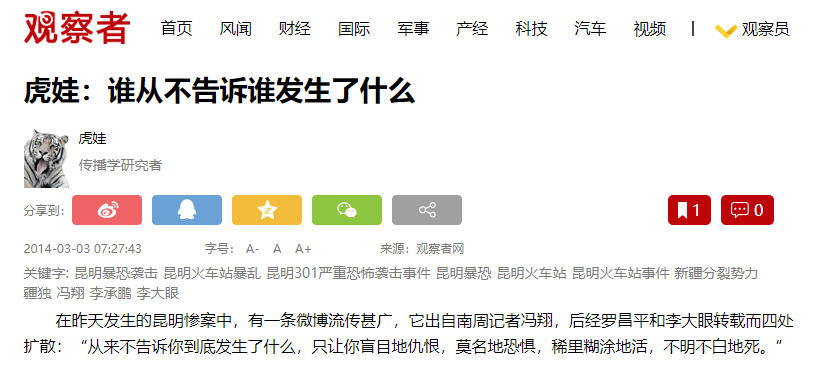 观察者 首页 风闻 财经 国际 军事 产经 科技 汽车 视频 | 观察员
虎娃：谁从不告诉谁发生了什么
虎娃
传播学研究者
分享到: 1 0
2014-03-03 07:27:43 字号： A- A A+ 来源：观察者网
关键字: 昆明暴恐袭击 昆明火车站暴乱 昆明301严重恐怖袭击事件 昆明暴恐 昆明火车站 昆明火车站事件 新疆分裂势力
疆独 冯翔 李承鹏 李大眼
在昨天发生的昆明惨案中，有一条微博流传甚广，它出自南周记者冯翔，后经罗昌平和李大眼转载而四处
扩散：“从来不告诉你到底发生了什么，只让你盲目地仇恨，莫名地恐惧，稀里糊涂地活，不明不白地死。“